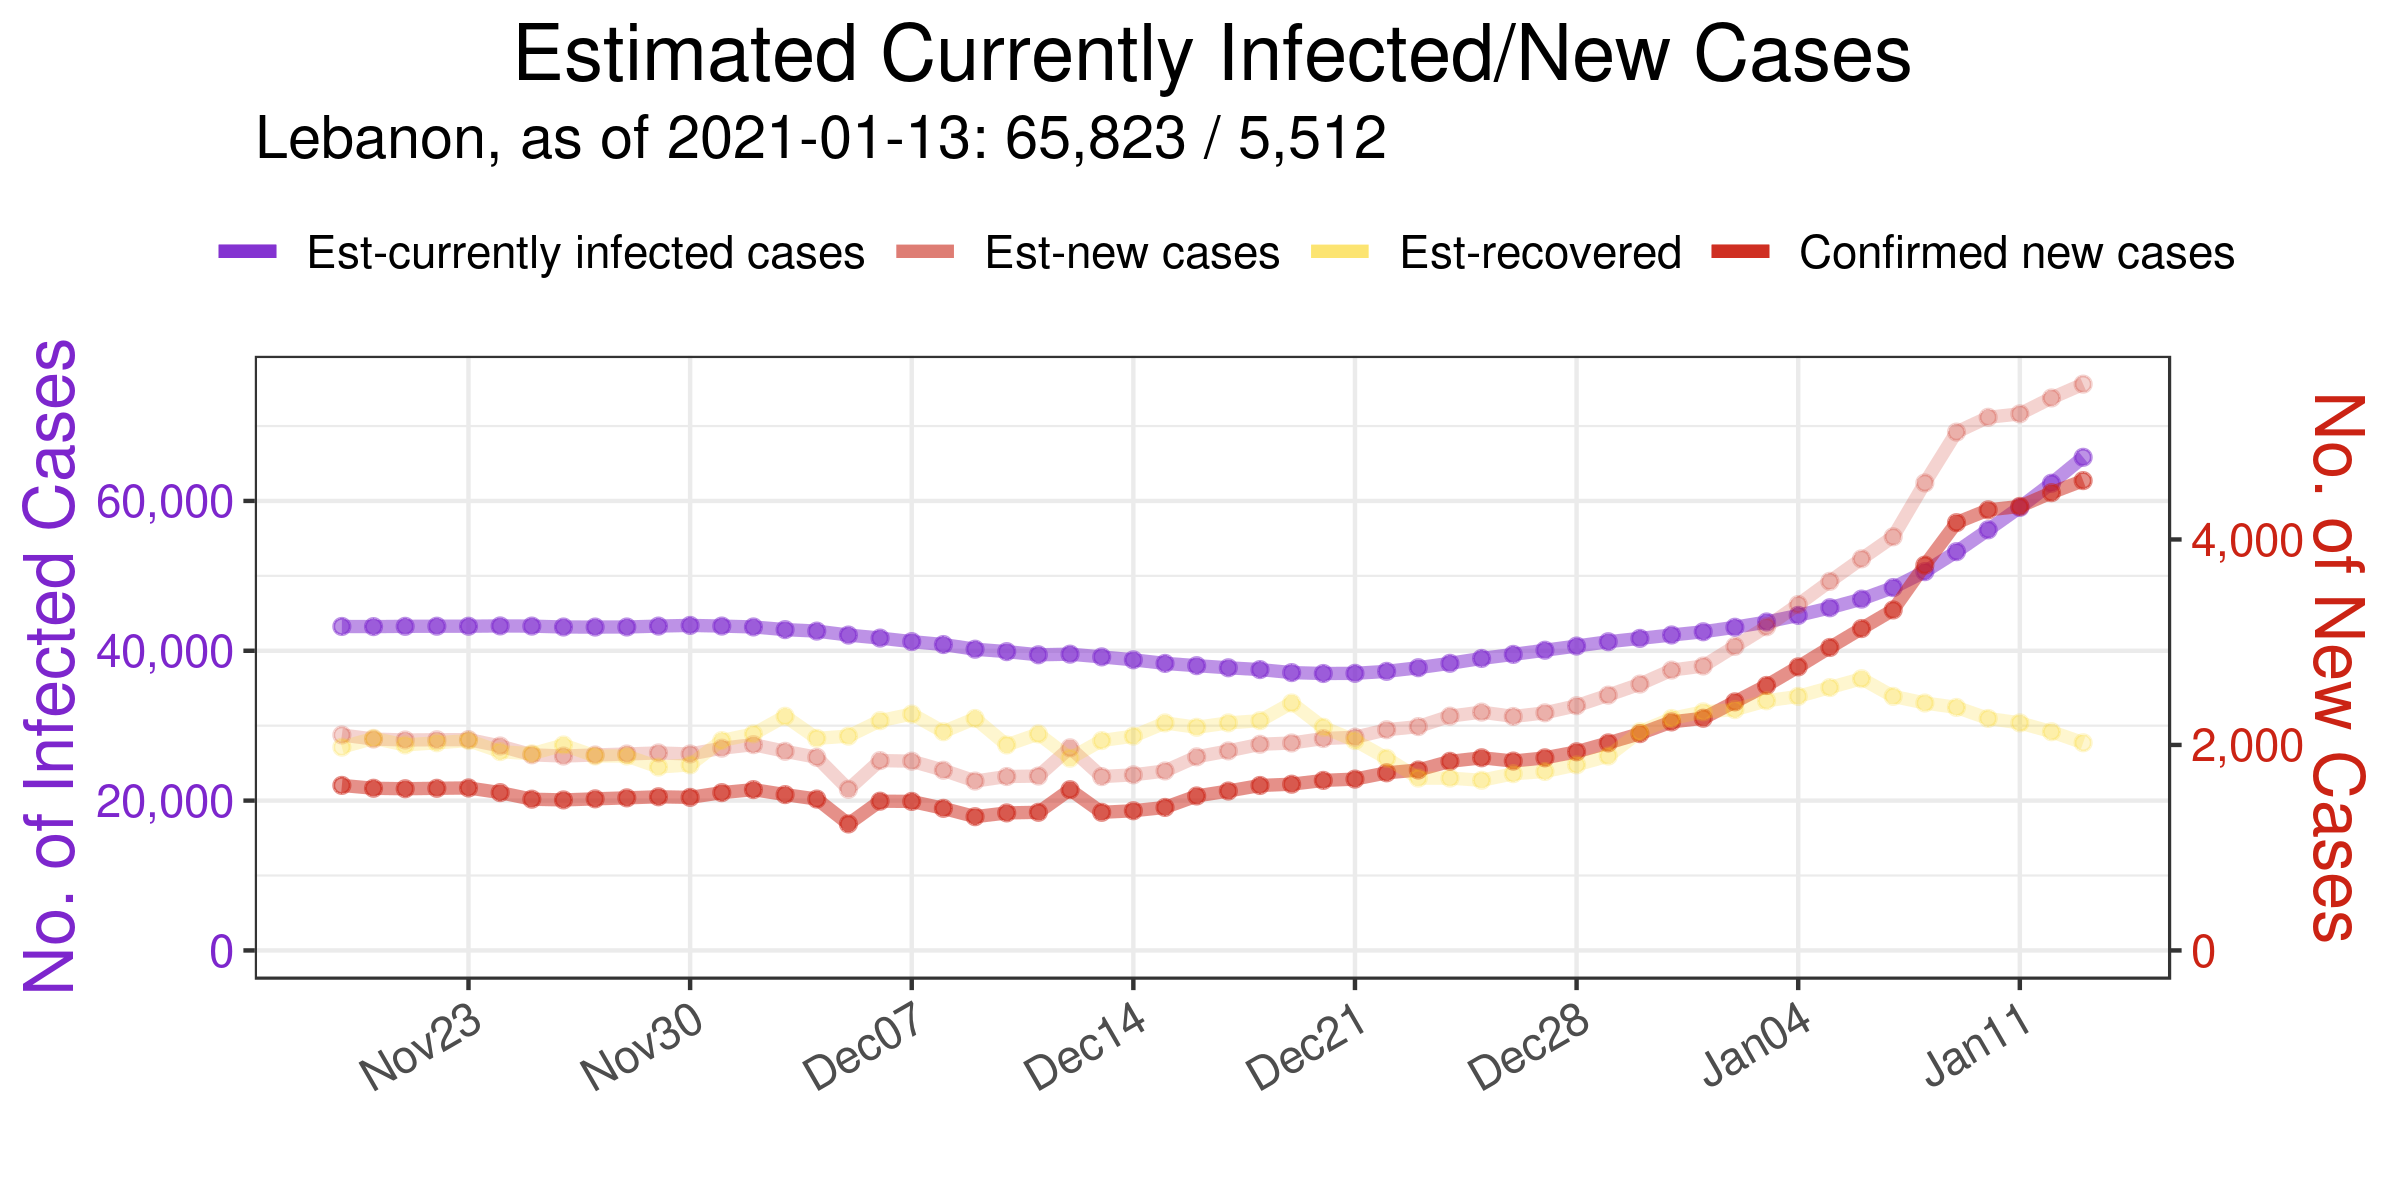 Estimated Currently Infected/New Cases
Lebanon, as of 2021-01-13: 65,823 / 5,512
Est-currently infected cases Est-new cases Est-recovered Confirmed new cases
No. of Infected Cases
60,000
40,000
20,000
0
4,000
2,000
0
No. of New Cases
Nov23 Nov30 Dec07 Dec14 Dec21 Dec28 Jan04 Jan11